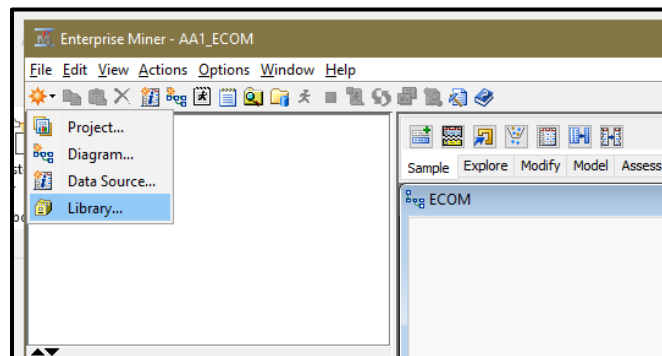 Enterprise Miner - AA1_ECOM
File Edit View Actions Options Window Help
Project...
Diagram...
Data Source...
Library...
Sample Explore Modify Model Assess
ECOM